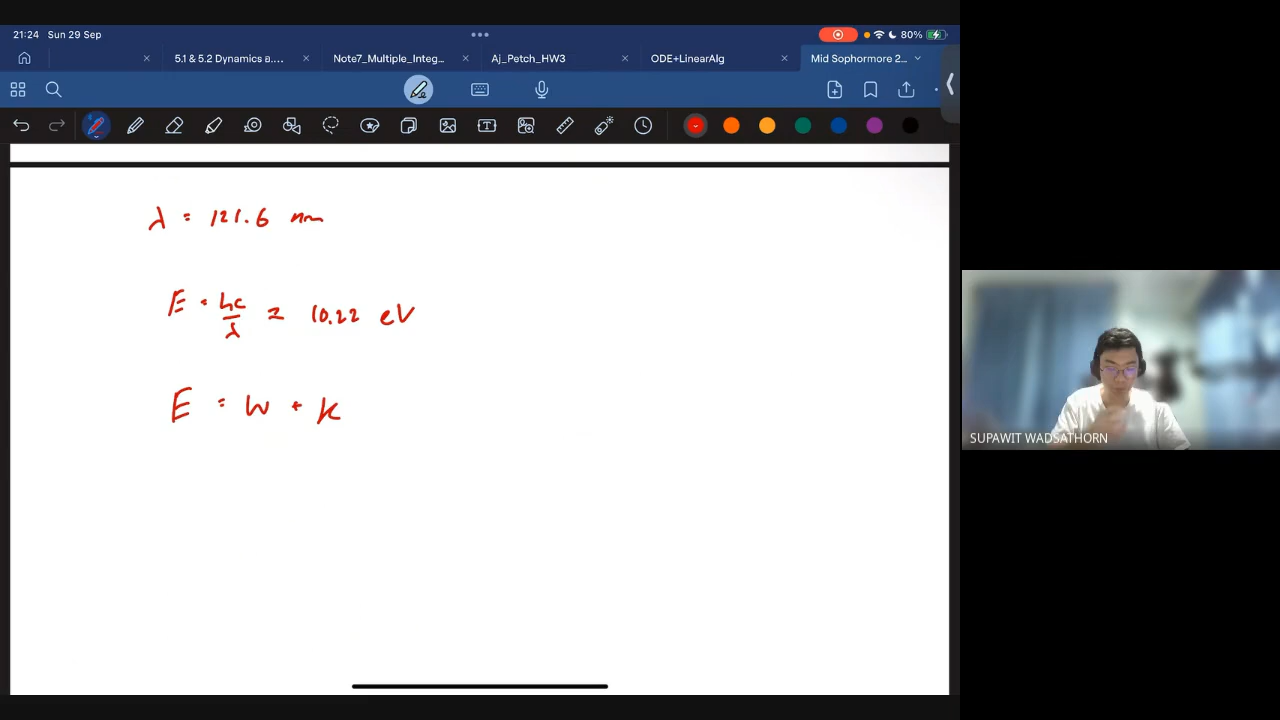 21:24 Sun 29 Sep
80%
5.1 & 5.2 Dynamics a....
Note7_Multiple_Integ...
Aj_Petch_HW3
ODE+LinearAlg
Mid Sophormore 2...
λ = 121.6 nm
E = hc/λ ≈ 10.22 eV
E = W + K
SUPAWIT WADSATHORN